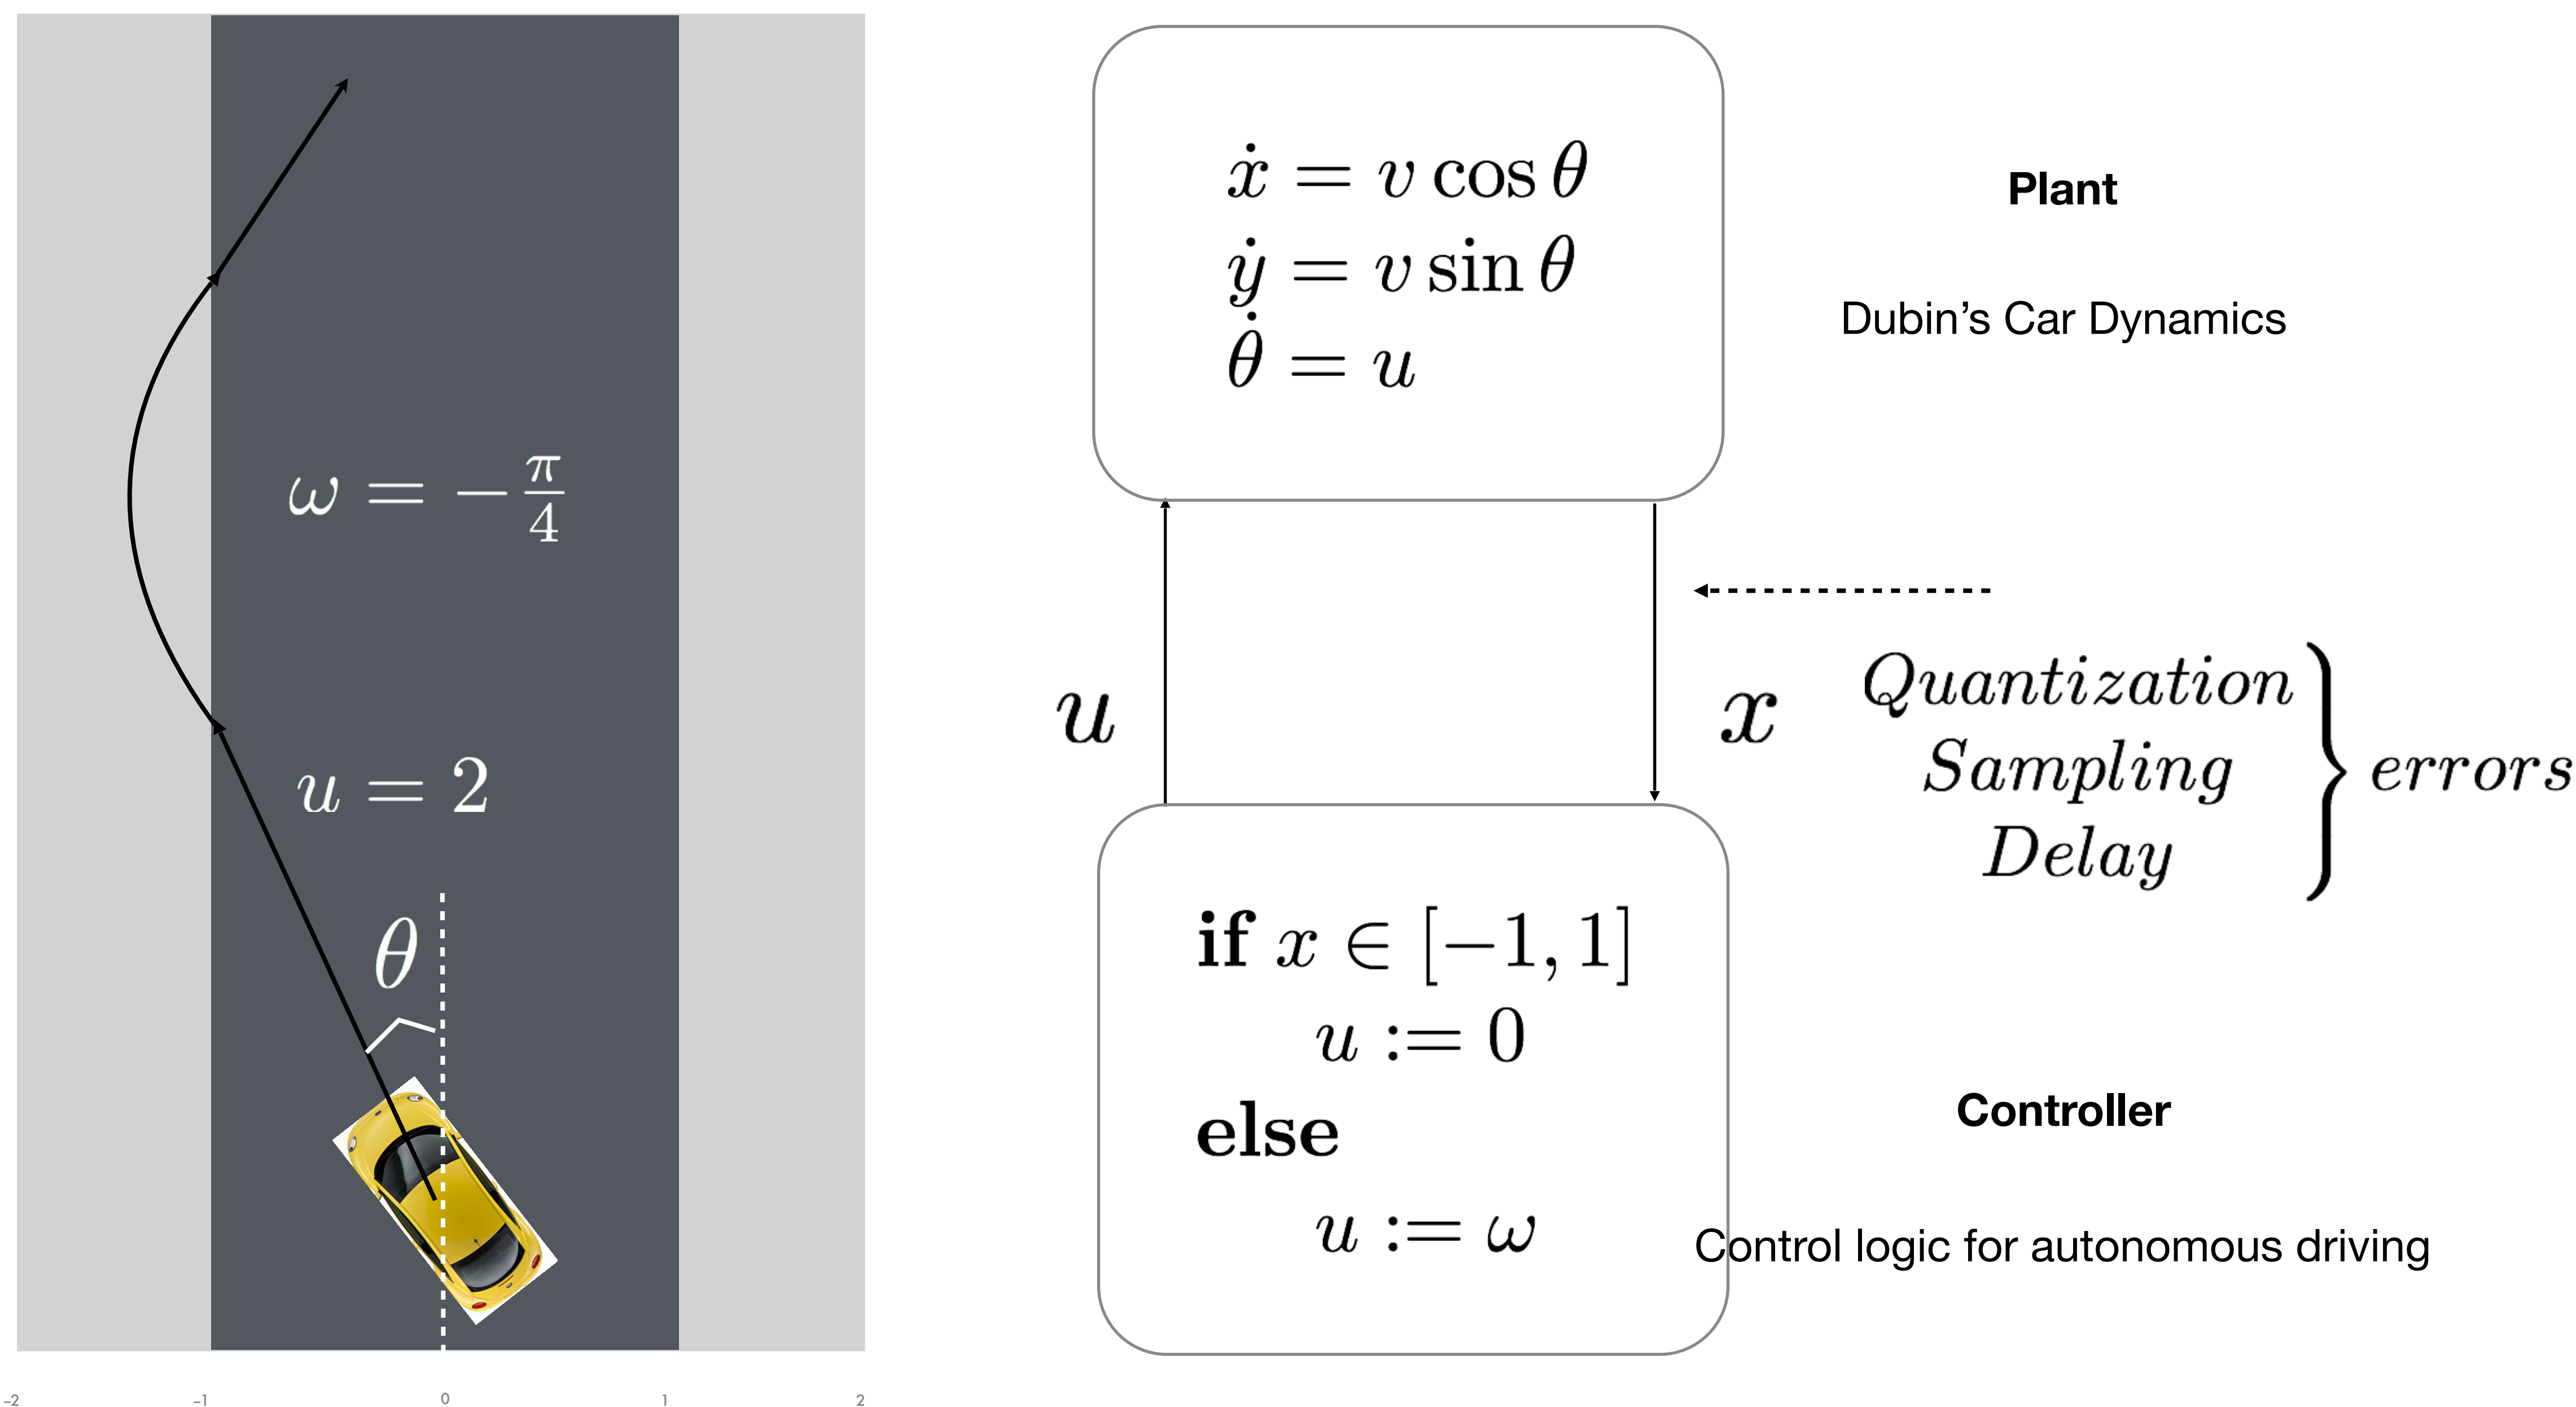 ω = −π/4
u = 2
θ
−2
−1
0
1
2
ẋ = v cos θ
ẏ = v sin θ
θ̇ = u
Plant
Dubin’s Car Dynamics
u
x
Quantization
Sampling
Delay
} errors
if x ∈ [−1, 1]
u := 0
else
u := ω
Controller
Control logic for autonomous driving